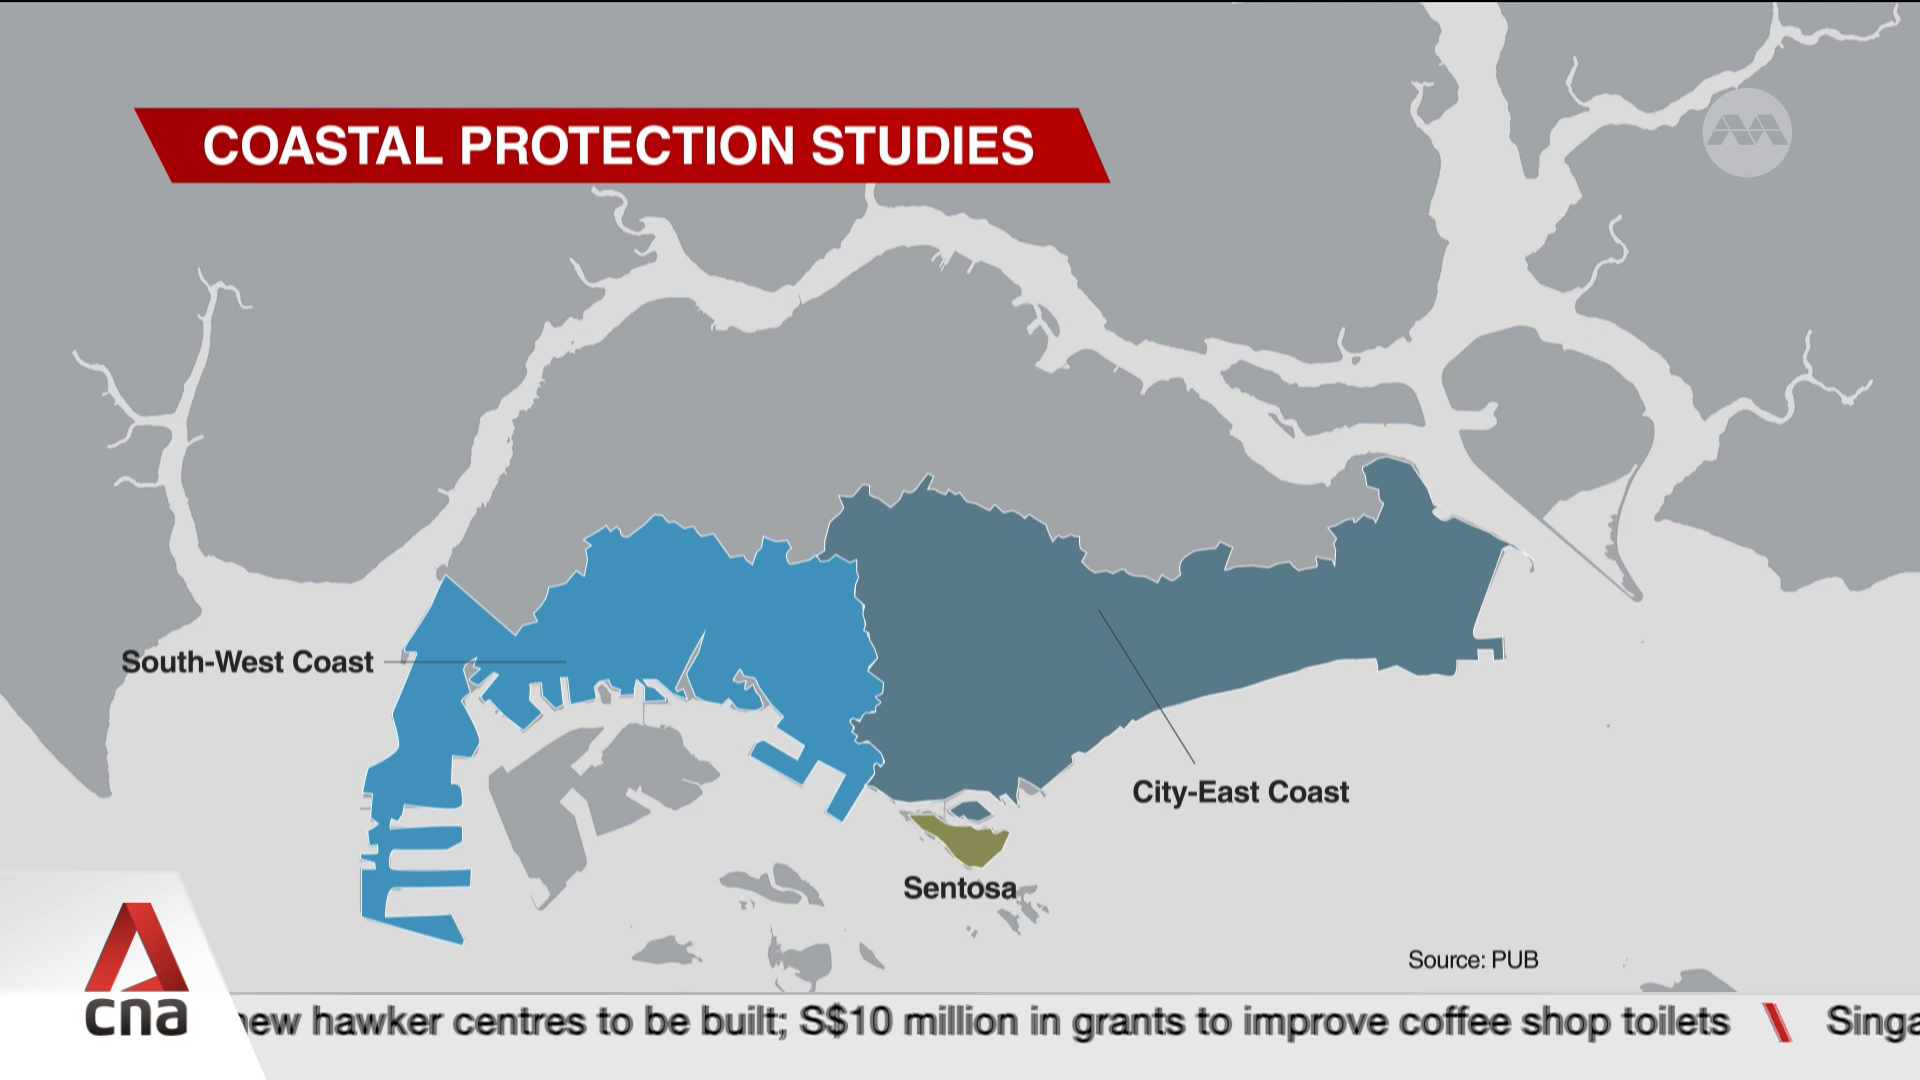 COASTAL PROTECTION STUDIES
South-West Coast
City-East Coast
Sentosa
Source: PUB
cna
new hawker centres to be built; S$10 million in grants to improve coffee shop toilets